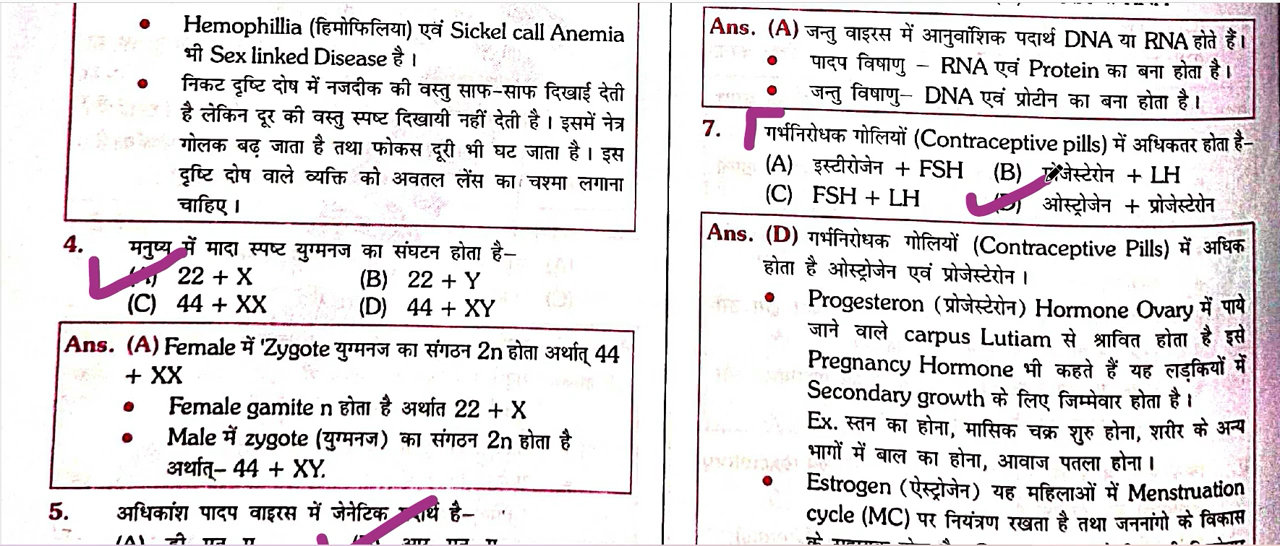 Hemophillia (हिमोफिलिया) एवं Sickel call Anemia
भी Sex linked Disease है ।
निकट दृष्टि दोष में नजदीक की वस्तु साफ-साफ दिखाई देती
है लेकिन दूर की वस्तु स्पष्ट दिखायी नहीं देती है । इसमें नेत्र
गोलक बढ़ जाता है तथा फोकस दूरी भी घट जाता है । इस
दृष्टि दोष वाले व्यक्ति को अवतल लेंस का चश्मा लगाना
चाहिए ।
4. मनुष्य में मादा स्पष्ट युग्मनज का संघटन होता है–
(A) 22 + X (B) 22 + Y
(C) 44 + XX (D) 44 + XY
Ans. (A) Female में 'Zygote युग्मनज का संगठन 2n होता अर्थात् 44
+ XX
Female gamite n होता है अर्थात 22 + X
Male में zygote (युग्मनज) का संगठन 2n होता है
अर्थात्– 44 + XY.
5. अधिकांश पादप वाइरस में जेनेटिक है–
Ans. (A) जन्तु वाइरस में आनुवांशिक पदार्थ DNA या RNA होते हैं।
पादप विषाणु – RNA एवं Protein का बना होता है।
जन्तु विषाणु– DNA एवं प्रोटीन का बना होता है ।
7. गर्भनिरोधक गोलियों (Contraceptive pills) में अधिकतर होता है–
(A) इस्टीरोजेन + FSH (B) प्रोजेस्टेरोन + LH
(C) FSH + LH (D) ओस्ट्रोजेन + प्रोजेस्टेरोन
Ans. (D) गर्भनिरोधक गोलियों (Contraceptive Pills) में अधिक
होता है ओस्ट्रोजेन एवं प्रोजेस्टेरोन ।
Progesteron (प्रोजेस्टेरोन) Hormone Ovary में पाये
जाने वाले carpus Lutiam से श्रावित होता है इसे
Pregnancy Hormone भी कहते हैं यह लड़कियों में
Secondary growth के लिए जिम्मेवार होता है ।
Ex. स्तन का होना, मासिक चक्र शुरु होना, शरीर के अन्य
भागों में बाल का होना, आवाज पतला होना ।
Estrogen (ऐस्ट्रोजेन) यह महिलाओं में Menstruation
cycle (MC) पर नियंत्रण रखता है तथा जननांगो के विकास